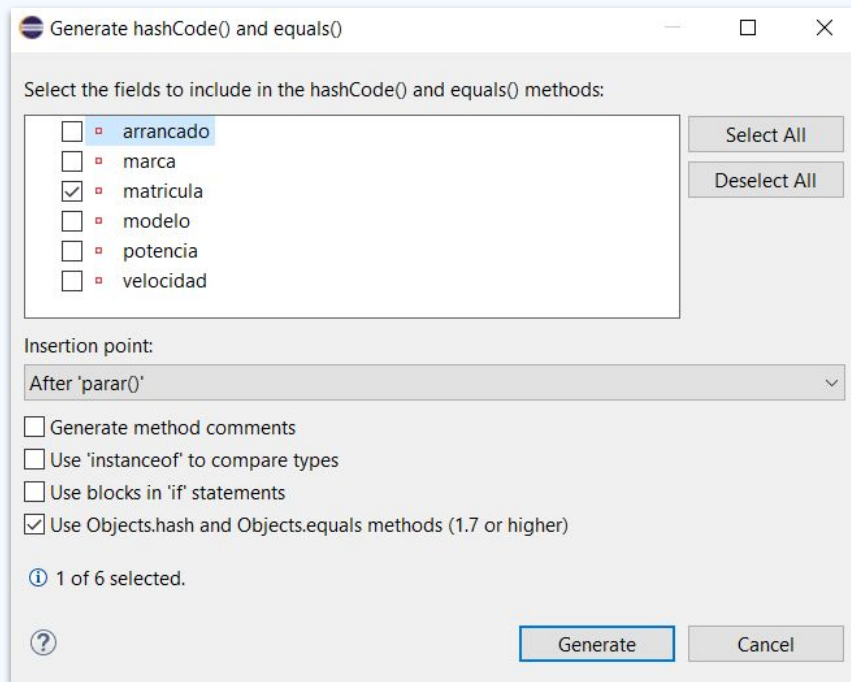 Generate hashCode() and equals()
Select the fields to include in the hashCode() and equals() methods:
arrancado
marca
matricula
modelo
potencia
velocidad
Select All
Deselect All
Insertion point:
After 'parar()'
Generate method comments
Use 'instanceof' to compare types
Use blocks in 'if' statements
Use Objects.hash and Objects.equals methods (1.7 or higher)
1 of 6 selected.
Generate
Cancel